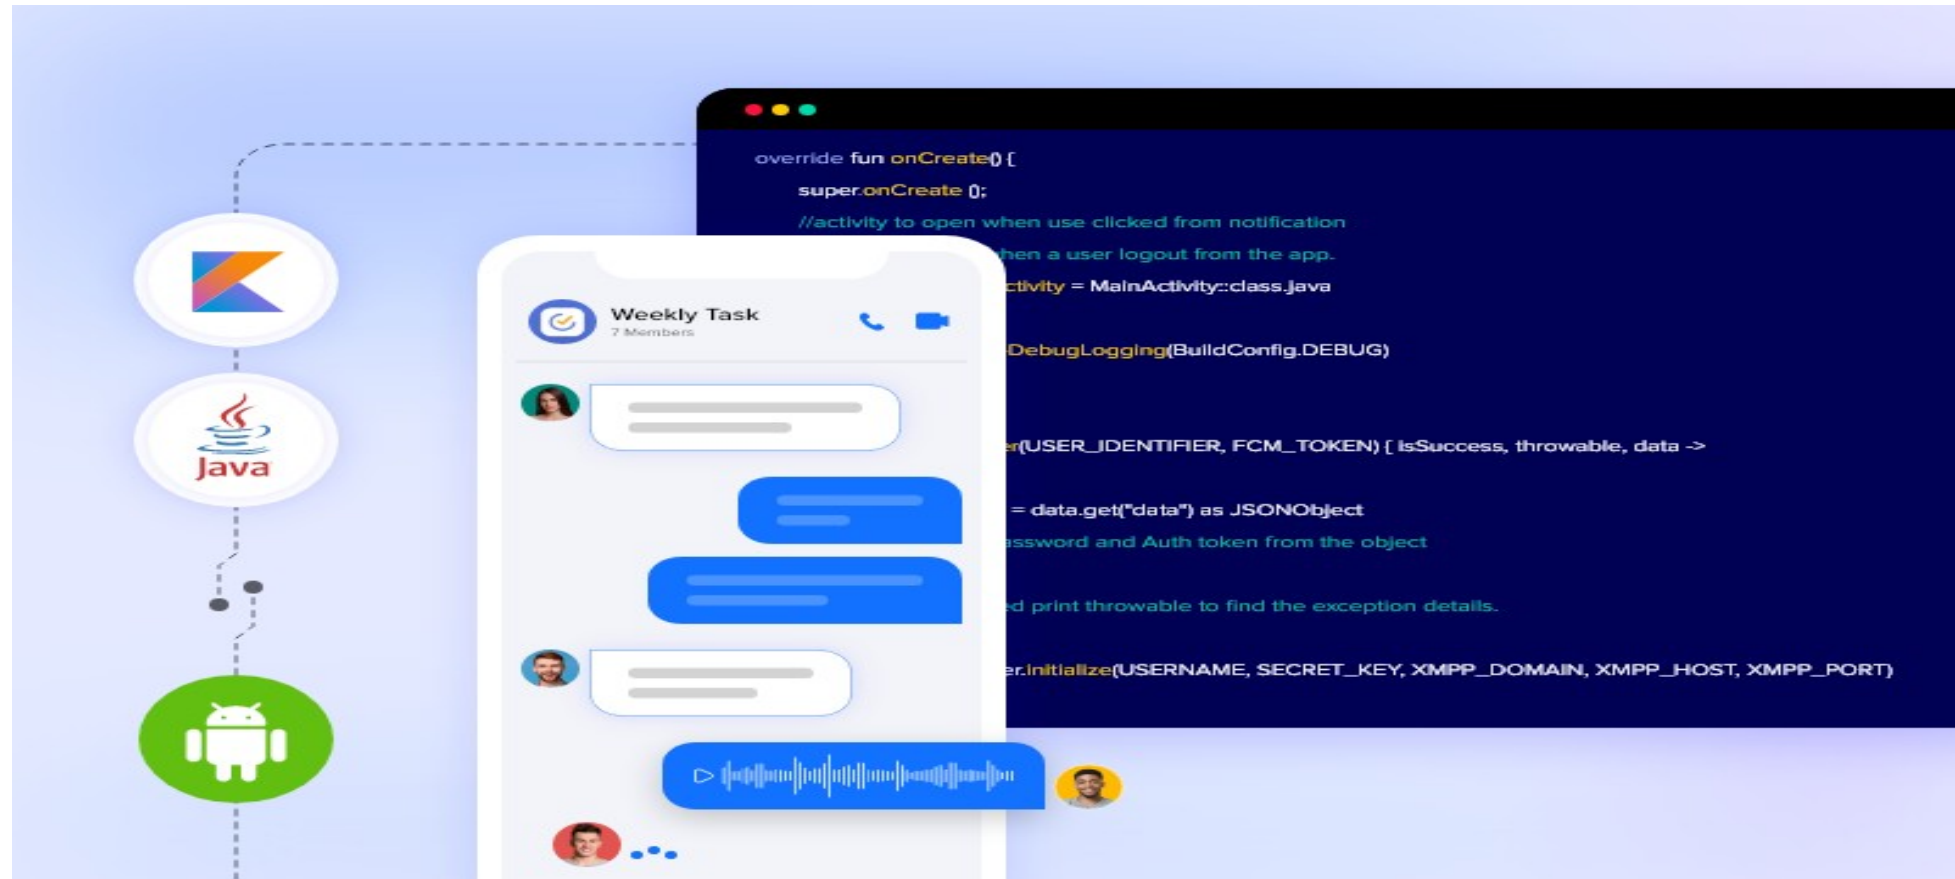 override fun onCreate() {
super.onCreate ();
//activity to open when use clicked from notification
hen a user logout from the app.
ctivity = MainActivity::class.java
DebugLogging(BuildConfig.DEBUG)
er(USER_IDENTIFIER, FCM_TOKEN) { isSuccess, throwable, data ->
= data.get("data") as JSONObject
assword and Auth token from the object
ed print throwable to find the exception details.
er.initialize(USERNAME, SECRET_KEY, XMPP_DOMAIN, XMPP_HOST, XMPP_PORT)
Weekly Task
7 Members
Java